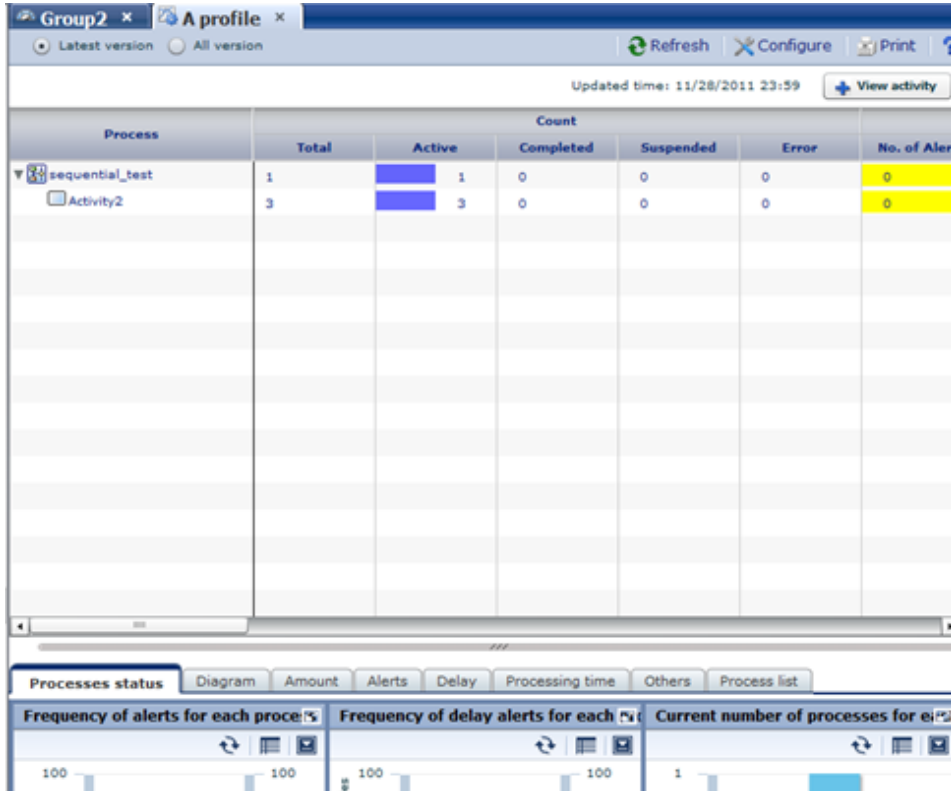 Group2 × A profile ×
Latest version All version Refresh Configure Print
Updated time: 11/28/2011 23:59 View activity
Process Count
Total Active Completed Suspended Error No. of Aler
sequential_test 1 1 0 0 0 0
Activity2 3 3 0 0 0 0
Processes status Diagram Amount Alerts Delay Processing time Others Process list
Frequency of alerts for each proce Frequency of delay alerts for each Current number of processes for e
100 100 100 100 1